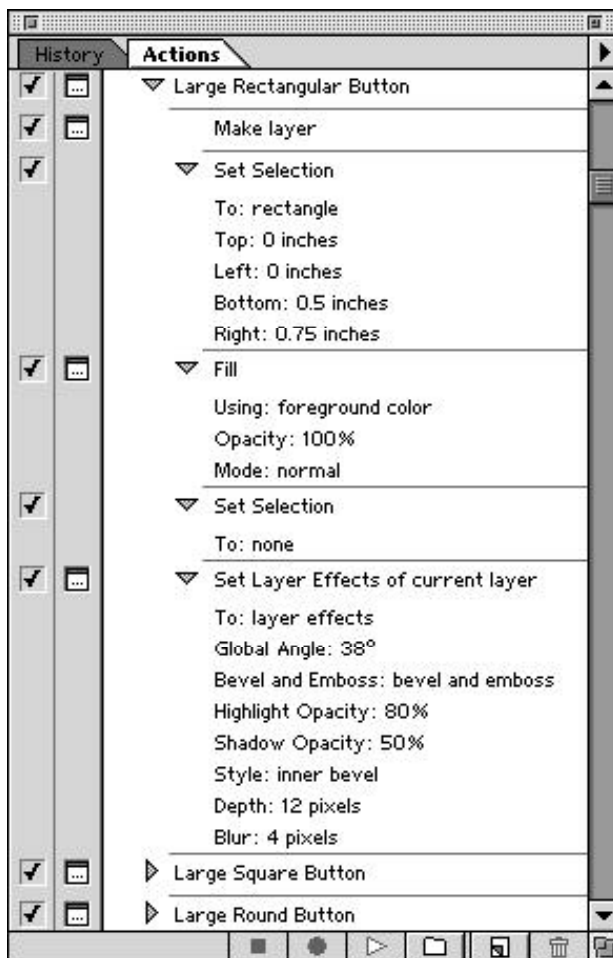 History Actions
Large Rectangular Button
Make layer
Set Selection
To: rectangle
Top: 0 inches
Left: 0 inches
Bottom: 0.5 inches
Right: 0.75 inches
Fill
Using: foreground color
Opacity: 100%
Mode: normal
Set Selection
To: none
Set Layer Effects of current layer
To: layer effects
Global Angle: 38°
Bevel and Emboss: bevel and emboss
Highlight Opacity: 80%
Shadow Opacity: 50%
Style: inner bevel
Depth: 12 pixels
Blur: 4 pixels
Large Square Button
Large Round Button